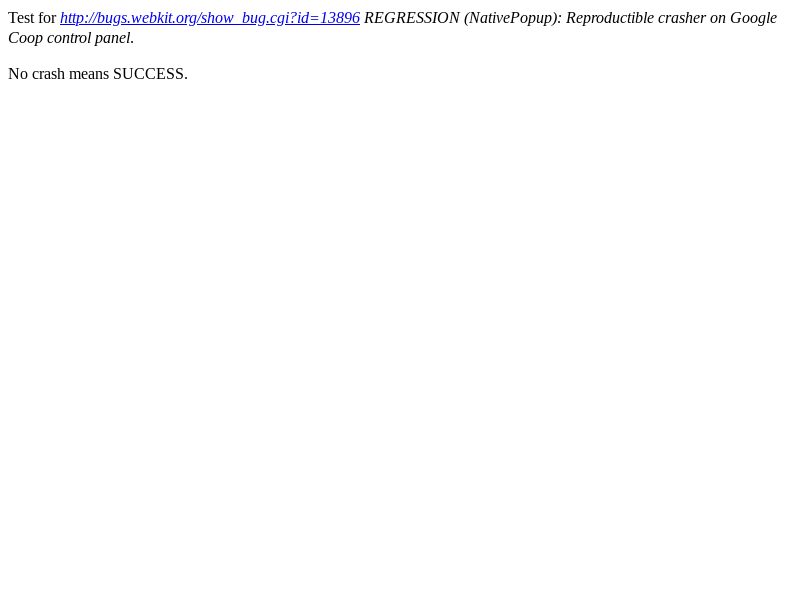 Test for http://bugs.webkit.org/show_bug.cgi?id=13896 REGRESSION (NativePopup): Reproductible crasher on Google
Coop control panel.
No crash means SUCCESS.